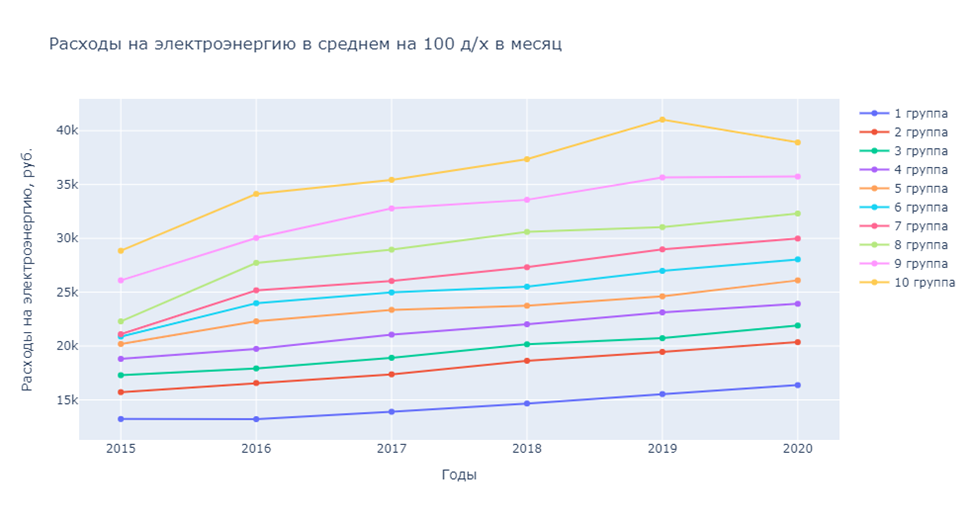 Расходы на электроэнергию в среднем на 100 д/х в месяц
Расходы на электроэнергию, руб.
40k
35k
30k
25k
20k
15k
2015 2016 2017 2018 2019 2020
Годы
1 группа
2 группа
3 группа
4 группа
5 группа
6 группа
7 группа
8 группа
9 группа
10 группа